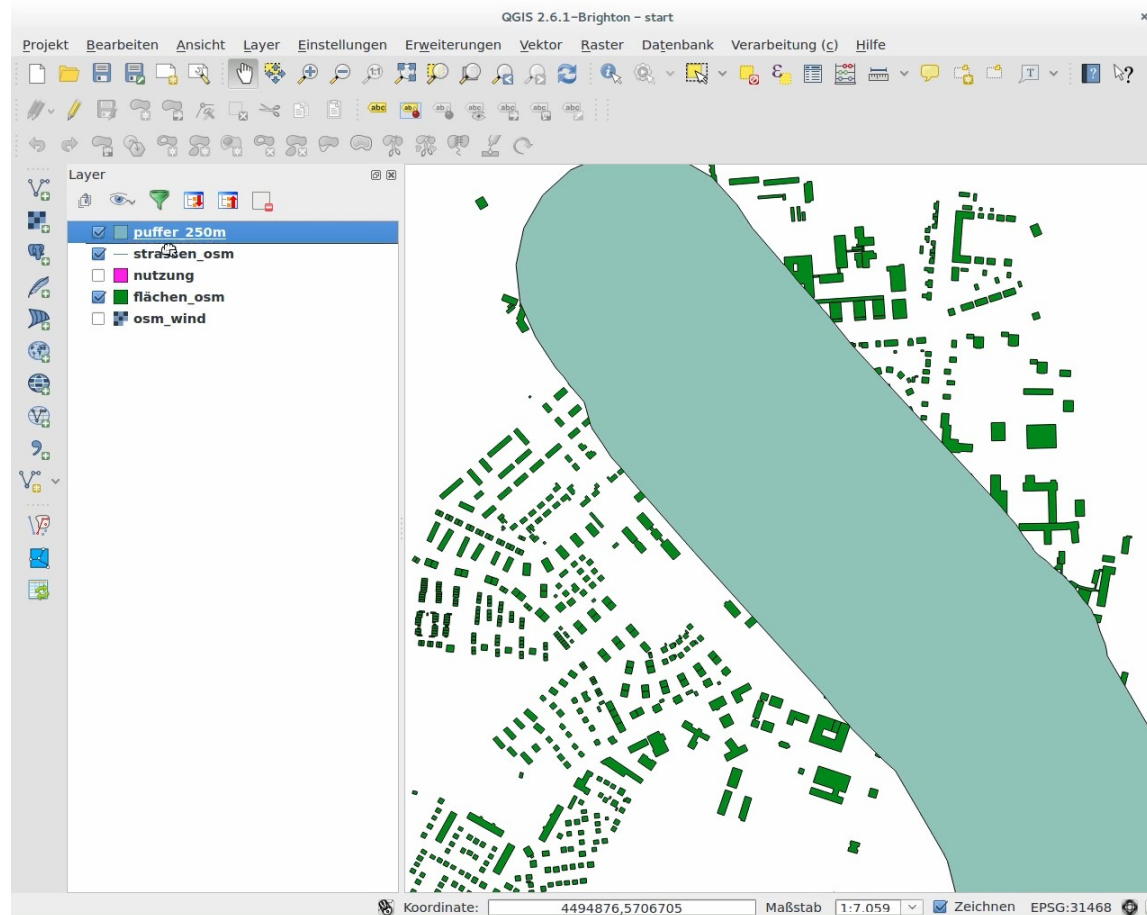 QGIS 2.6.1-Brighton – start
Projekt Bearbeiten Ansicht Layer Einstellungen Erweiterungen Vektor Raster Datenbank Verarbeitung (c) Hilfe
Layer
puffer_250m
strassen_osm
nutzung
flächen_osm
osm_wind
Koordinate: 4494876,5706705 Maßstab 1:7.059 Zeichnen EPSG:31468